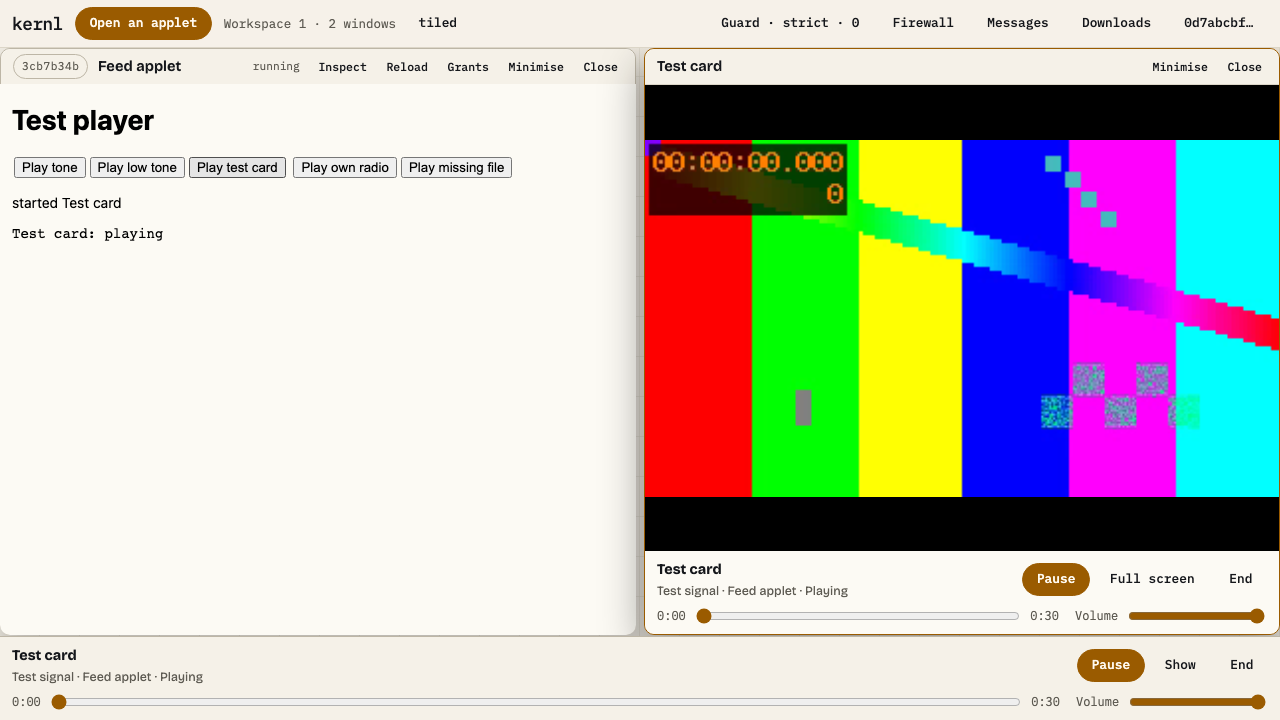 kernl Open an applet Workspace 1 · 2 windows tiled Guard · strict · 0 Firewall Messages Downloads 0d7abcbf…
3cb7b34b Feed applet running Inspect Reload Grants Minimise Close
Test player
Play tone Play low tone Play test card Play own radio Play missing file
started Test card
Test card: playing
Test card Minimise Close
00:00:00.000
0
Test card
Test signal · Feed applet · Playing
Pause Full screen End
0:00 0:30 Volume
Test card
Test signal · Feed applet · Playing
Pause Show End
0:00 0:30 Volume